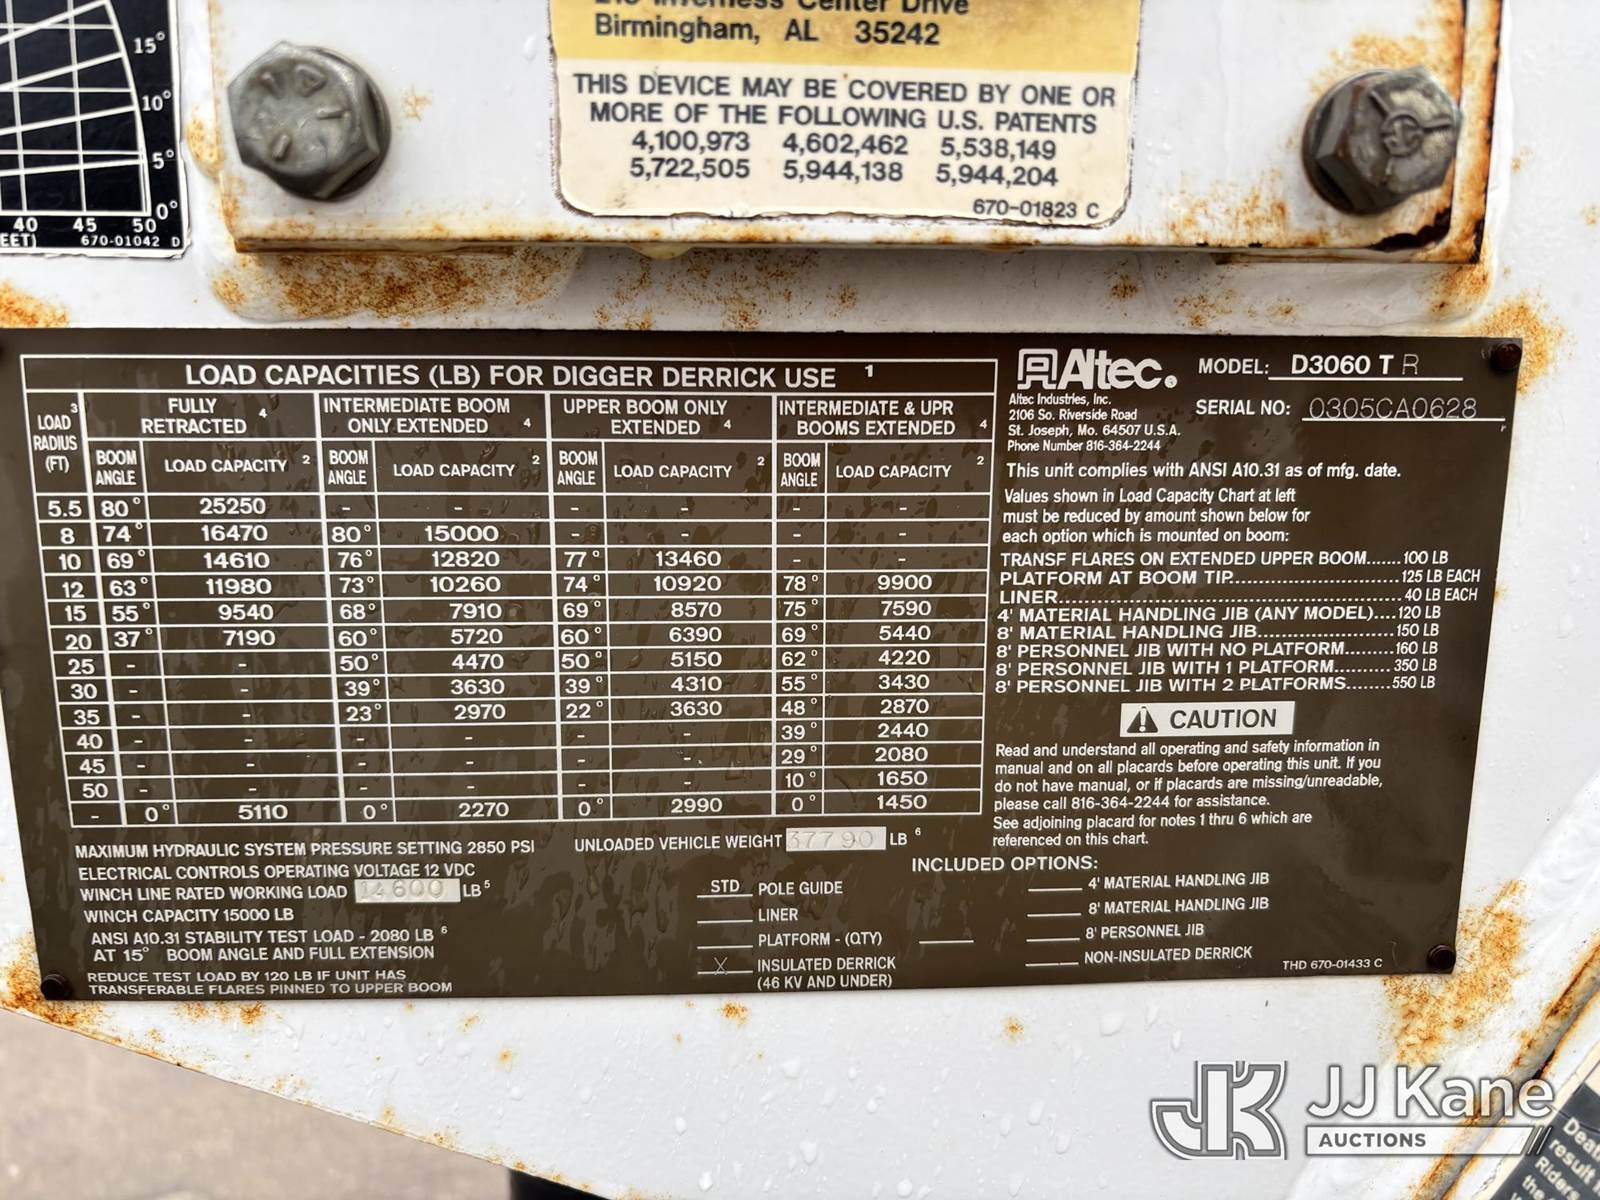 15°
10°
5°
0°
40 45 50
EET) 670-01042 D
Inverness Center Drive
Birmingham, AL 35242
THIS DEVICE MAY BE COVERED BY ONE OR
MORE OF THE FOLLOWING U.S. PATENTS
4,100,973 4,602,462 5,538,149
5,722,505 5,944,138 5,944,204
670-01823 C
LOAD CAPACITIES (LB) FOR DIGGER DERRICK USE 1
LOAD 3
RADIUS
(FT)
FULLY
RETRACTED 4
INTERMEDIATE BOOM
ONLY EXTENDED 4
UPPER BOOM ONLY
EXTENDED 4
INTERMEDIATE & UPR
BOOMS EXTENDED 4
BOOM
ANGLE
LOAD CAPACITY 2
BOOM
ANGLE
LOAD CAPACITY 2
BOOM
ANGLE
LOAD CAPACITY 2
BOOM
ANGLE
LOAD CAPACITY 2
5.5 80° 25250 - - - - - -
8 74° 16470 80° 15000 - - - -
10 69° 14610 76° 12820 77° 13460 - -
12 63° 11980 73° 10260 74° 10920 78° 9900
15 55° 9540 68° 7910 69° 8570 75° 7590
20 37° 7190 60° 5720 60° 6390 69° 5440
25 - - 50° 4470 50° 5150 62° 4220
30 - - 39° 3630 39° 4310 55° 3430
35 - - 23° 2970 22° 3630 48° 2870
40 - - - - - - 39° 2440
45 - - - - - - 29° 2080
50 - - - - - - 10° 1650
- 0° 5110 0° 2270 0° 2990 0° 1450
MAXIMUM HYDRAULIC SYSTEM PRESSURE SETTING 2850 PSI
ELECTRICAL CONTROLS OPERATING VOLTAGE 12 VDC
WINCH LINE RATED WORKING LOAD 14600 LB 5
WINCH CAPACITY 15000 LB
ANSI A10.31 STABILITY TEST LOAD - 2080 LB 6
AT 15° BOOM ANGLE AND FULL EXTENSION
REDUCE TEST LOAD BY 120 LB IF UNIT HAS
TRANSFERABLE FLARES PINNED TO UPPER BOOM
UNLOADED VEHICLE WEIGHT 37790 LB 6
INCLUDED OPTIONS:
STD POLE GUIDE
LINER
PLATFORM - (QTY)
X INSULATED DERRICK
(46 KV AND UNDER)
4' MATERIAL HANDLING JIB
8' MATERIAL HANDLING JIB
8' PERSONNEL JIB
NON-INSULATED DERRICK
THD 670-01433 C
Altec
MODEL: D3060 T R
Altec Industries, Inc.
2106 So. Riverside Road
St. Joseph, Mo. 64507 U.S.A.
Phone Number 816-364-2244
SERIAL NO: 0305CA0628
This unit complies with ANSI A10.31 as of mfg. date.
Values shown in Load Capacity Chart at left
must be reduced by amount shown below for
each option which is mounted on boom:
TRANSF FLARES ON EXTENDED UPPER BOOM.......100 LB
PLATFORM AT BOOM TIP..............................125 LB EACH
LINER.......................................................40 LB EACH
4' MATERIAL HANDLING JIB (ANY MODEL)....120 LB
8' MATERIAL HANDLING JIB.........................150 LB
8' PERSONNEL JIB WITH NO PLATFORM.........160 LB
8' PERSONNEL JIB WITH 1 PLATFORM..........350 LB
8' PERSONNEL JIB WITH 2 PLATFORMS........550 LB
CAUTION
Read and understand all operating and safety information in
manual and on all placards before operating this unit. If you
do not have manual, or if placards are missing/unreadable,
please call 816-364-2244 for assistance.
See adjoining placard for notes 1 thru 6 which are
referenced on this chart.
JK JJ Kane
AUCTIONS
result
the